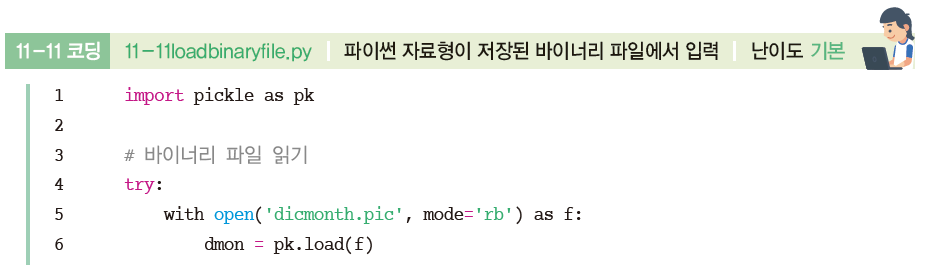 11-11 코딩 11-11loadbinaryfile.py 파이썬 자료형이 저장된 바이너리 파일에서 입력 난이도 기본
1 import pickle as pk
2
3 # 바이너리 파일 읽기
4 try:
5     with open('dicmonth.pic', mode='rb') as f:
6         dmon = pk.load(f)